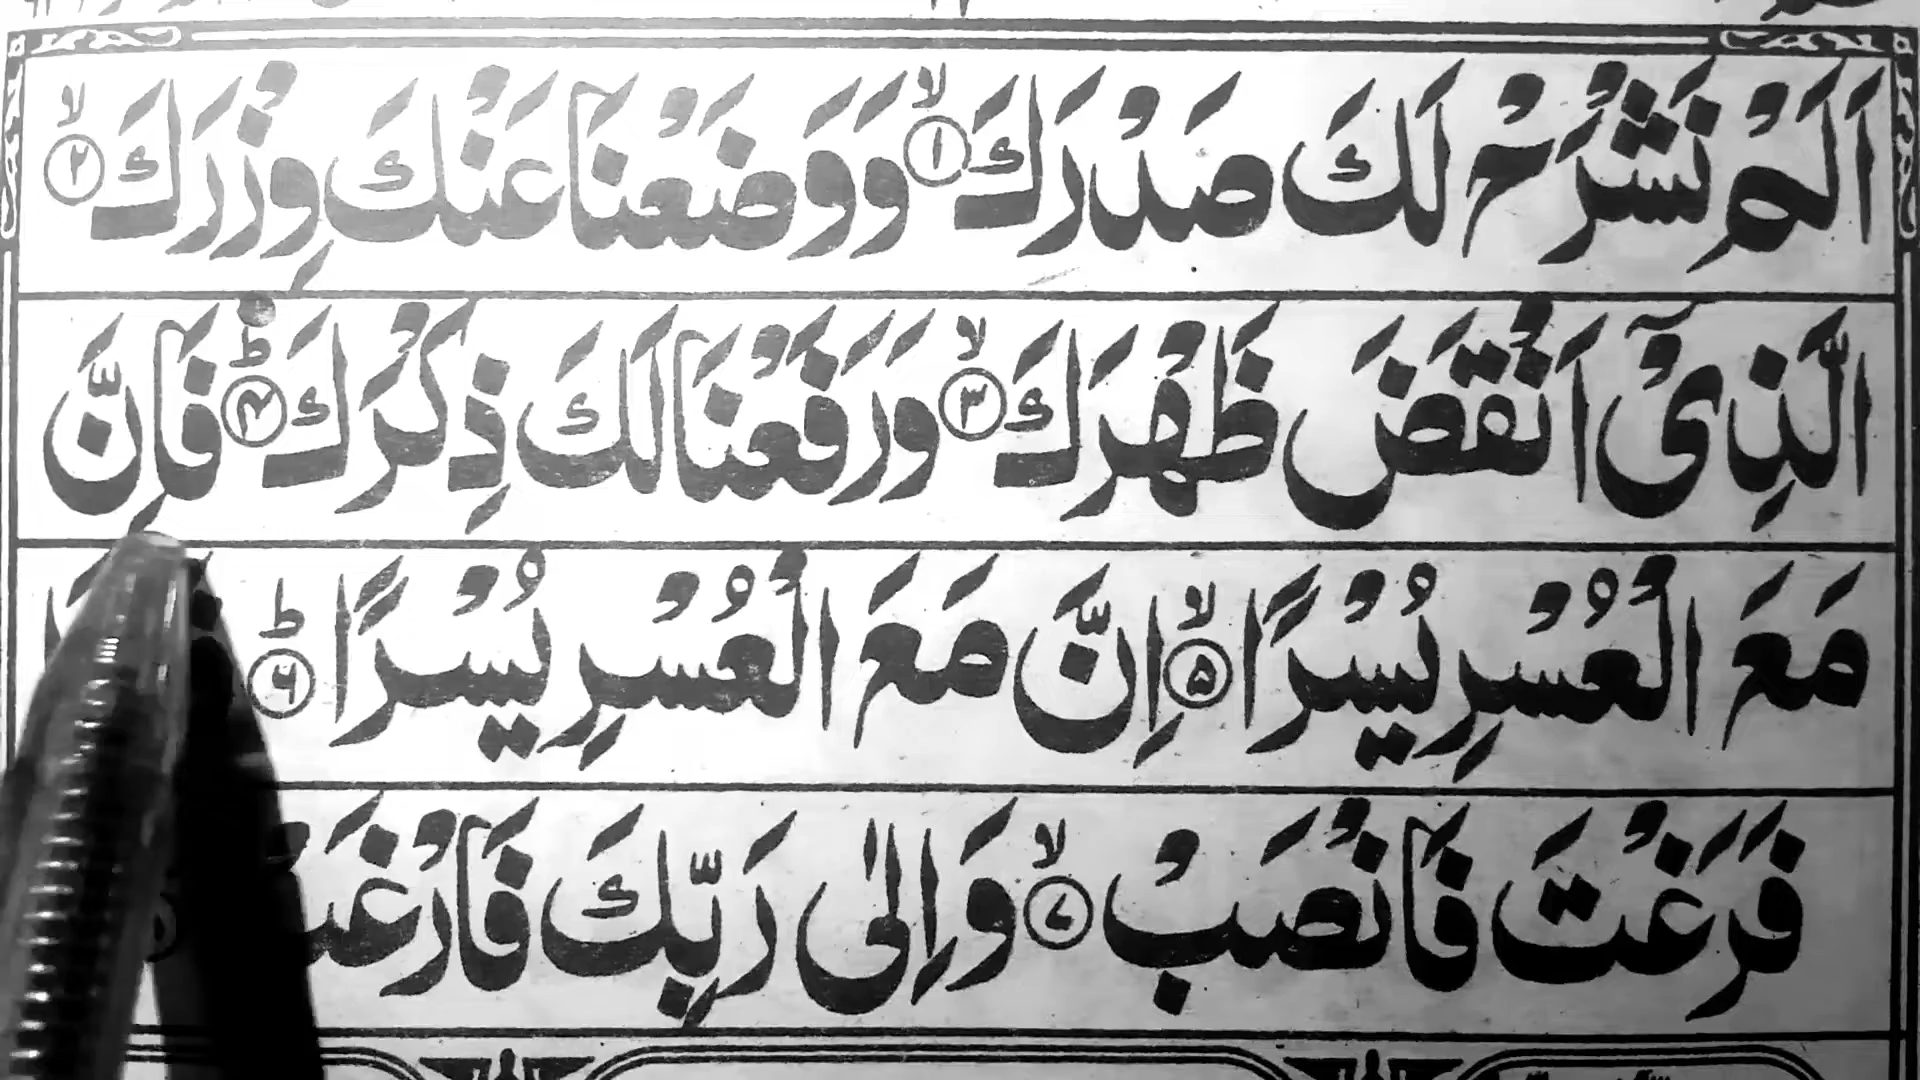 اَلَمْ نَشْرَحْ لَكَ صَدْرَكَ ۙ﴿۱﴾ وَوَضَعْنَا عَنْكَ وِزْرَكَ ۙ﴿۲﴾
الَّذِیْۤ اَنْقَضَ ظَهْرَكَ ۙ﴿۳﴾ وَرَفَعْنَا لَكَ ذِكْرَكَ ؕ﴿۴﴾ فَاِنَّ
مَعَ الْعُسْرِ یُسْرًا ۙ﴿۵﴾ اِنَّ مَعَ الْعُسْرِ یُسْرًا ؕ﴿۶﴾
فَرَغْتَ فَانْصَبْ ۙ﴿۷﴾ وَاِلٰی رَبِّكَ